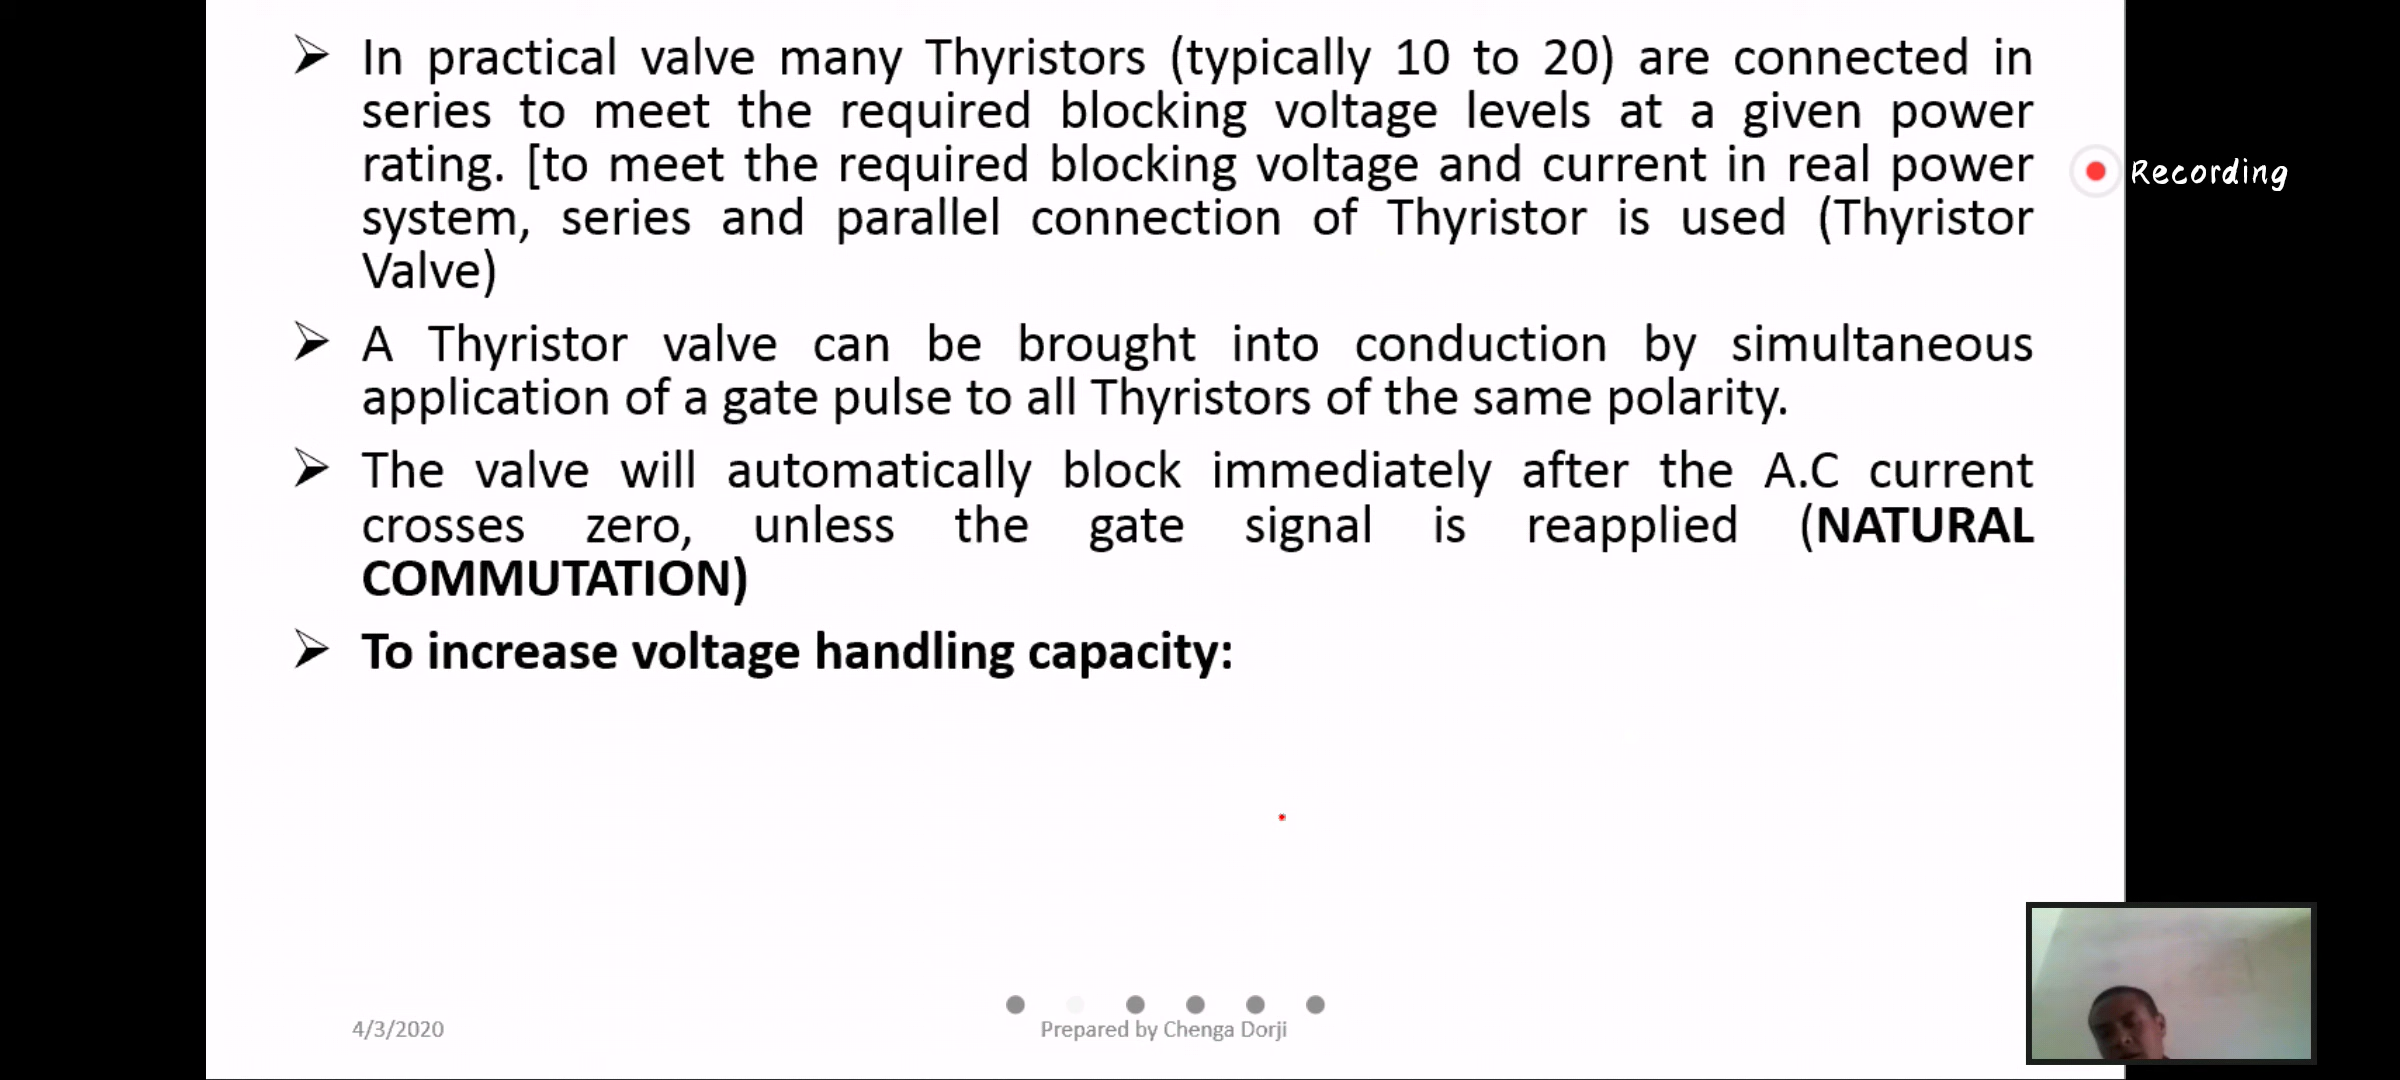 In practical valve many Thyristors (typically 10 to 20) are connected in
series to meet the required blocking voltage levels at a given power
rating. [to meet the required blocking voltage and current in real power
system, series and parallel connection of Thyristor is used (Thyristor
Valve)
A Thyristor valve can be brought into conduction by simultaneous
application of a gate pulse to all Thyristors of the same polarity.
The valve will automatically block immediately after the A.C current
crosses zero, unless the gate signal is reapplied (NATURAL
COMMUTATION)
To increase voltage handling capacity:
Recording
4/3/2020
Prepared by Chenga Dorji